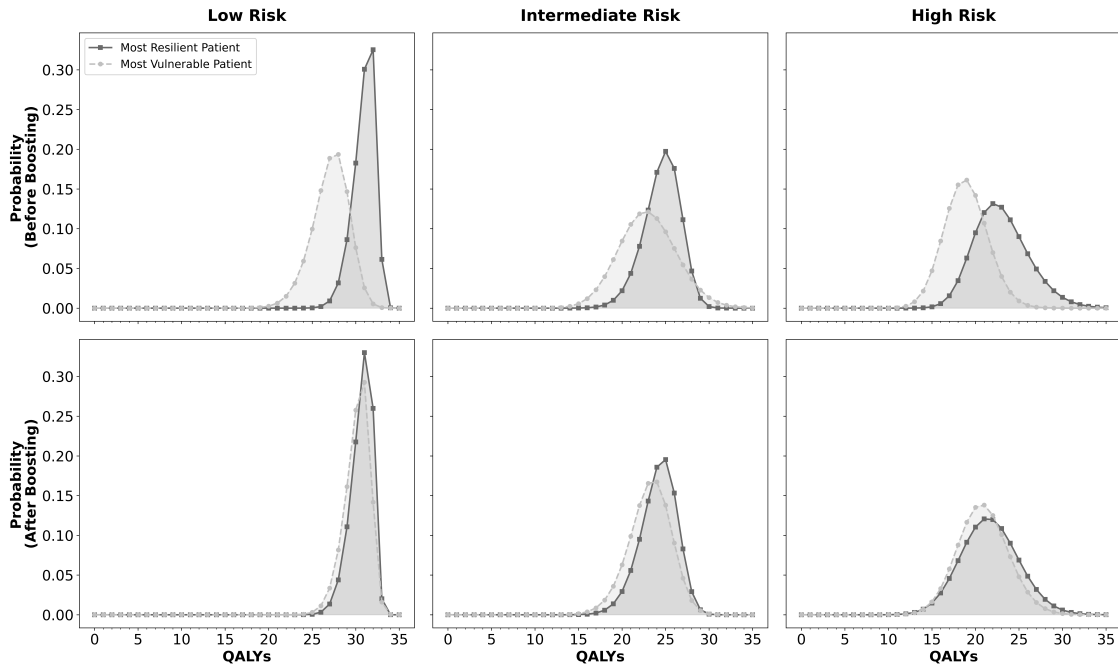 Low Risk
Intermediate Risk
High Risk
Most Resilient Patient
Most Vulnerable Patient
Probability
(Before Boosting)
0.30
0.25
0.20
0.15
0.10
0.05
0.00
Probability
(After Boosting)
0.30
0.25
0.20
0.15
0.10
0.05
0.00
0 5 10 15 20 25 30 35
0 5 10 15 20 25 30 35
0 5 10 15 20 25 30 35
QALYs
QALYs
QALYs